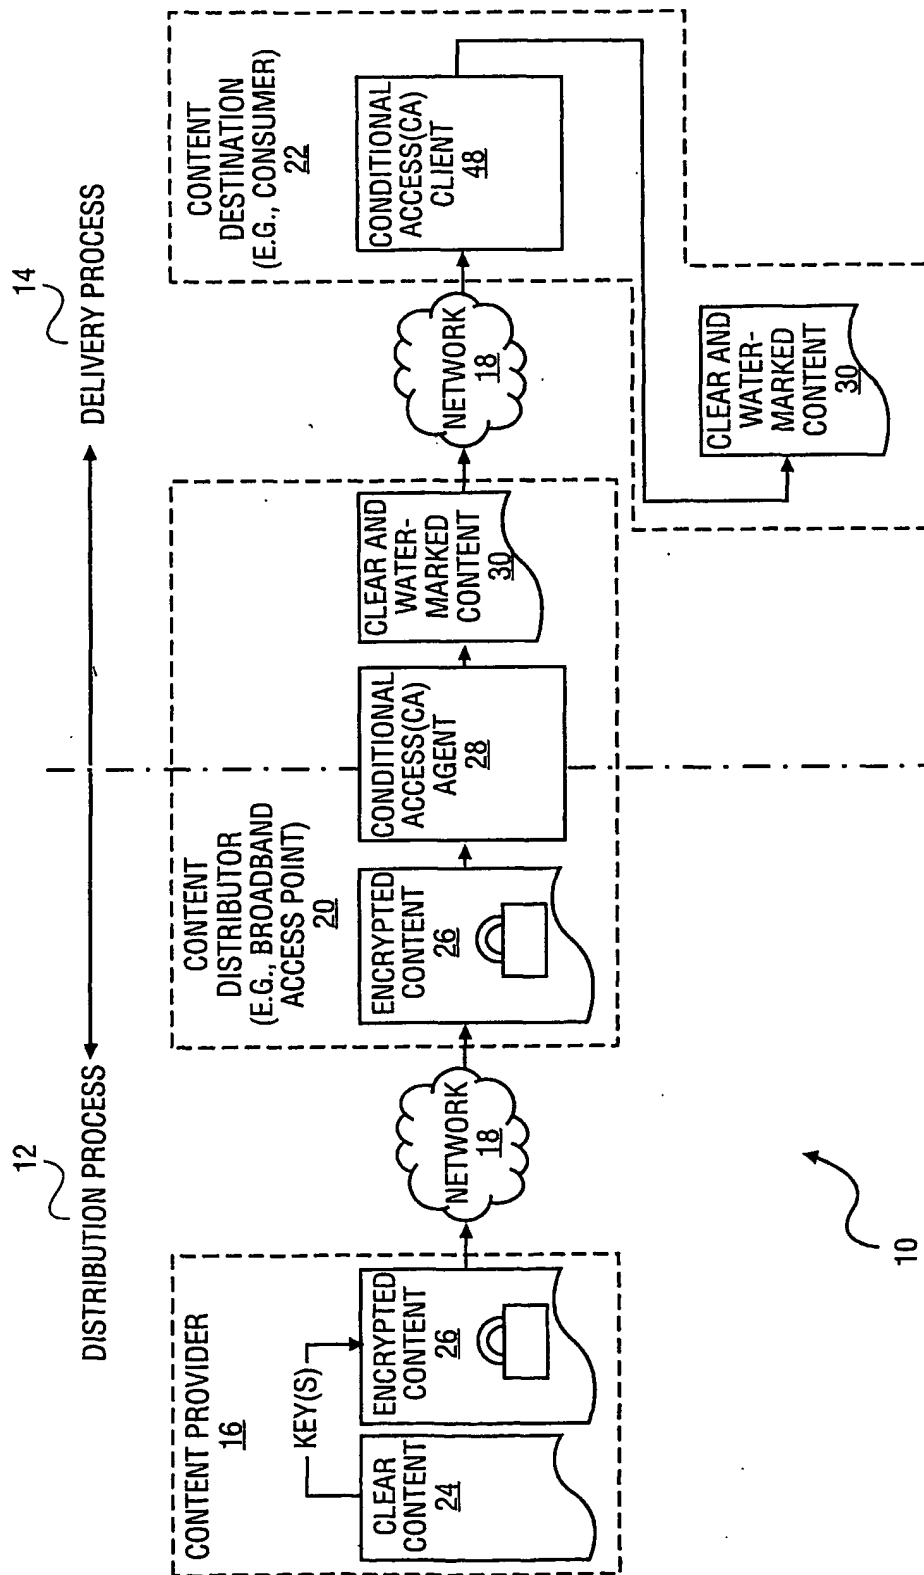 12
DISTRIBUTION PROCESS
14
DELIVERY PROCESS
CONTENT PROVIDER
16
KEY(S)
CLEAR CONTENT
24
ENCRYPTED
CONTENT
26
NETWORK
18
CONTENT
DISTRIBUTOR
(E.G., BROADBAND
ACCESS POINT)
20
ENCRYPTED
CONTENT
26
CONDITIONAL
ACCESS(CA)
AGENT
28
CLEAR AND
WATER-
MARKED
CONTENT
30
NETWORK
18
CONTENT
DESTINATION
(E.G., CONSUMER)
22
CONDITIONAL
ACCESS(CA)
CLIENT
48
CLEAR AND
WATER-
MARKED
CONTENT
30
10